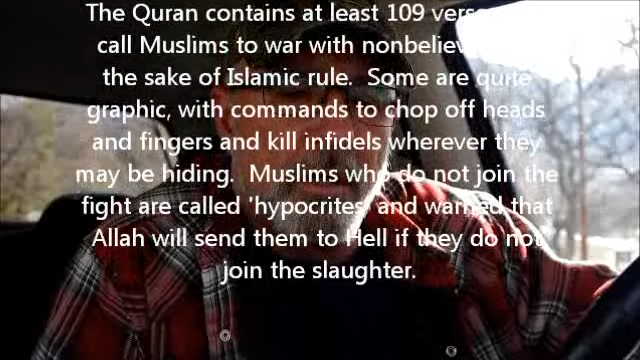 The Quran contains at least 109 verses
call Muslims to war with nonbelievers
the sake of Islamic rule. Some are quite
graphic, with commands to chop off heads
and fingers and kill infidels wherever they
may be hiding. Muslims who do not join the
fight are called 'hypocrites' and warned that
Allah will send them to Hell if they do not
join the slaughter.